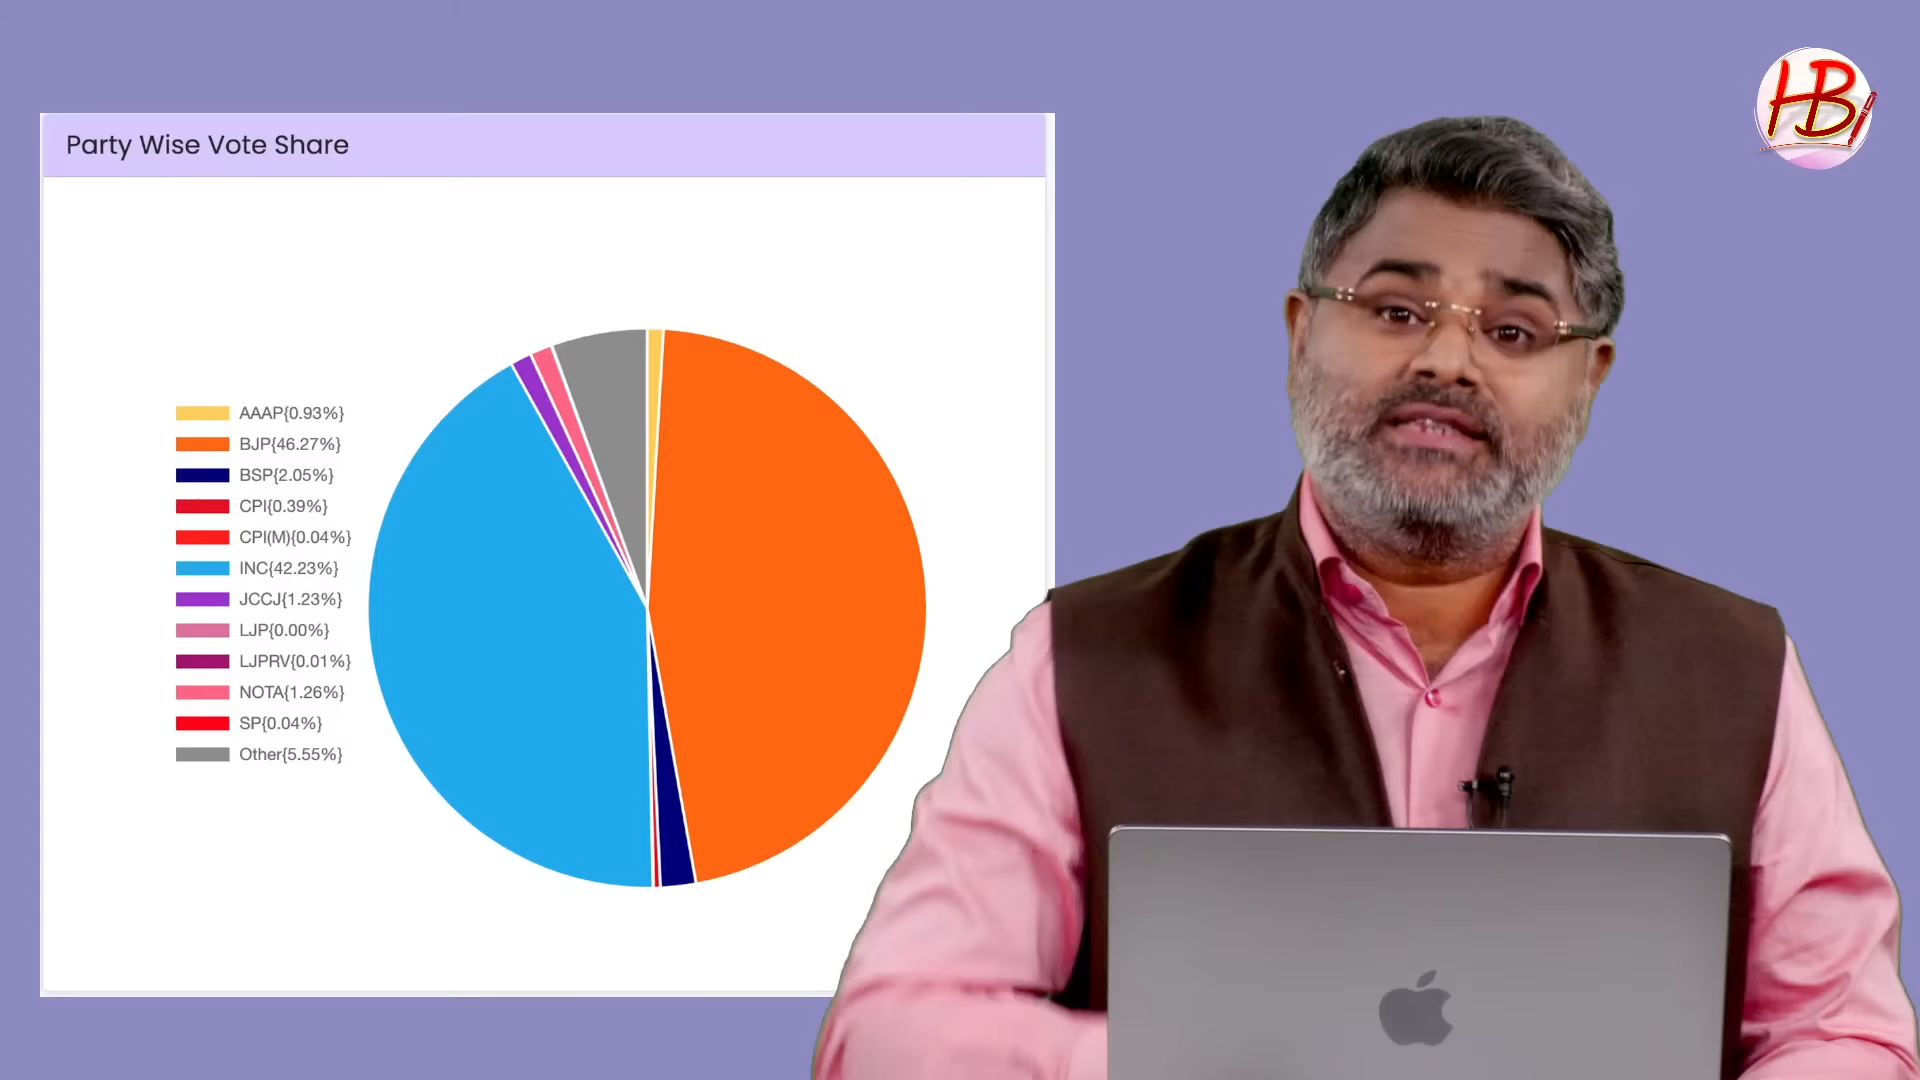 HB
Party Wise Vote Share
AAAP{0.93%}
BJP{46.27%}
BSP{2.05%}
CPI{0.39%}
CPI(M){0.04%}
INC{42.23%}
JCCJ{1.23%}
LJP{0.00%}
LJPRV{0.01%}
NOTA{1.26%}
SP{0.04%}
Other{5.55%}